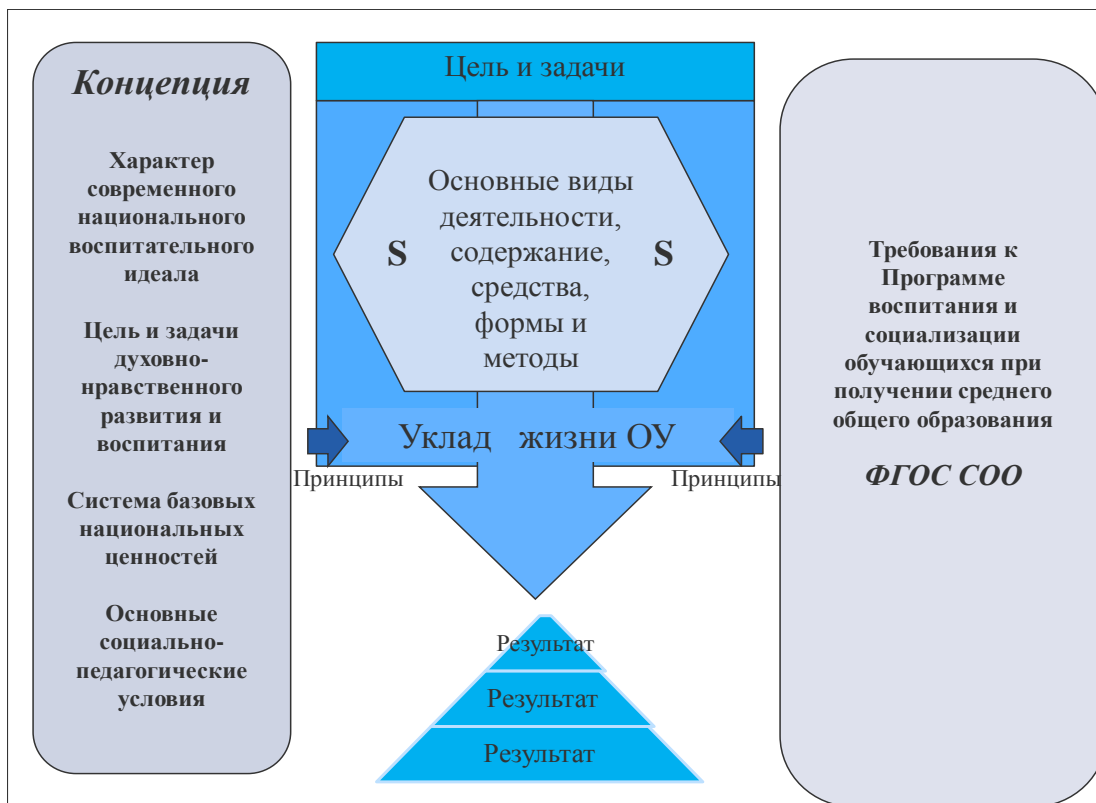 Концепция
Характер
современного
национального
воспитательного
идеала
Цель и задачи
духовно-
нравственного
развития и
воспитания
Система базовых
национальных
ценностей
Основные
социально-
педагогические
условия
Цель и задачи
Основные виды
деятельности,
S содержание, S
средства,
формы и
методы
Уклад жизни ОУ
Принципы Принципы
Результат
Результат
Результат
Требования к
Программе
воспитания и
социализации
обучающихся при
получении среднего
общего образования
ФГОС СОО